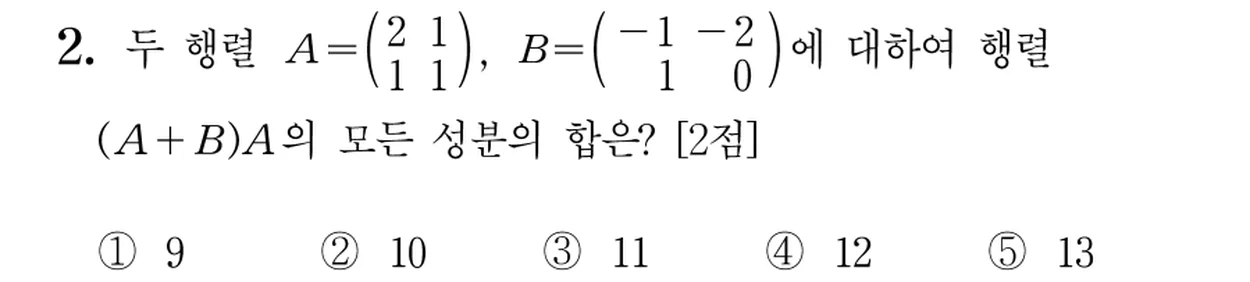 2. 두 행렬 A=(2 1; 1 1), B=(-1 -2; 1 0)에 대하여 행렬
(A+B)A의 모든 성분의 합은? [2점]
① 9 ② 10 ③ 11 ④ 12 ⑤ 13